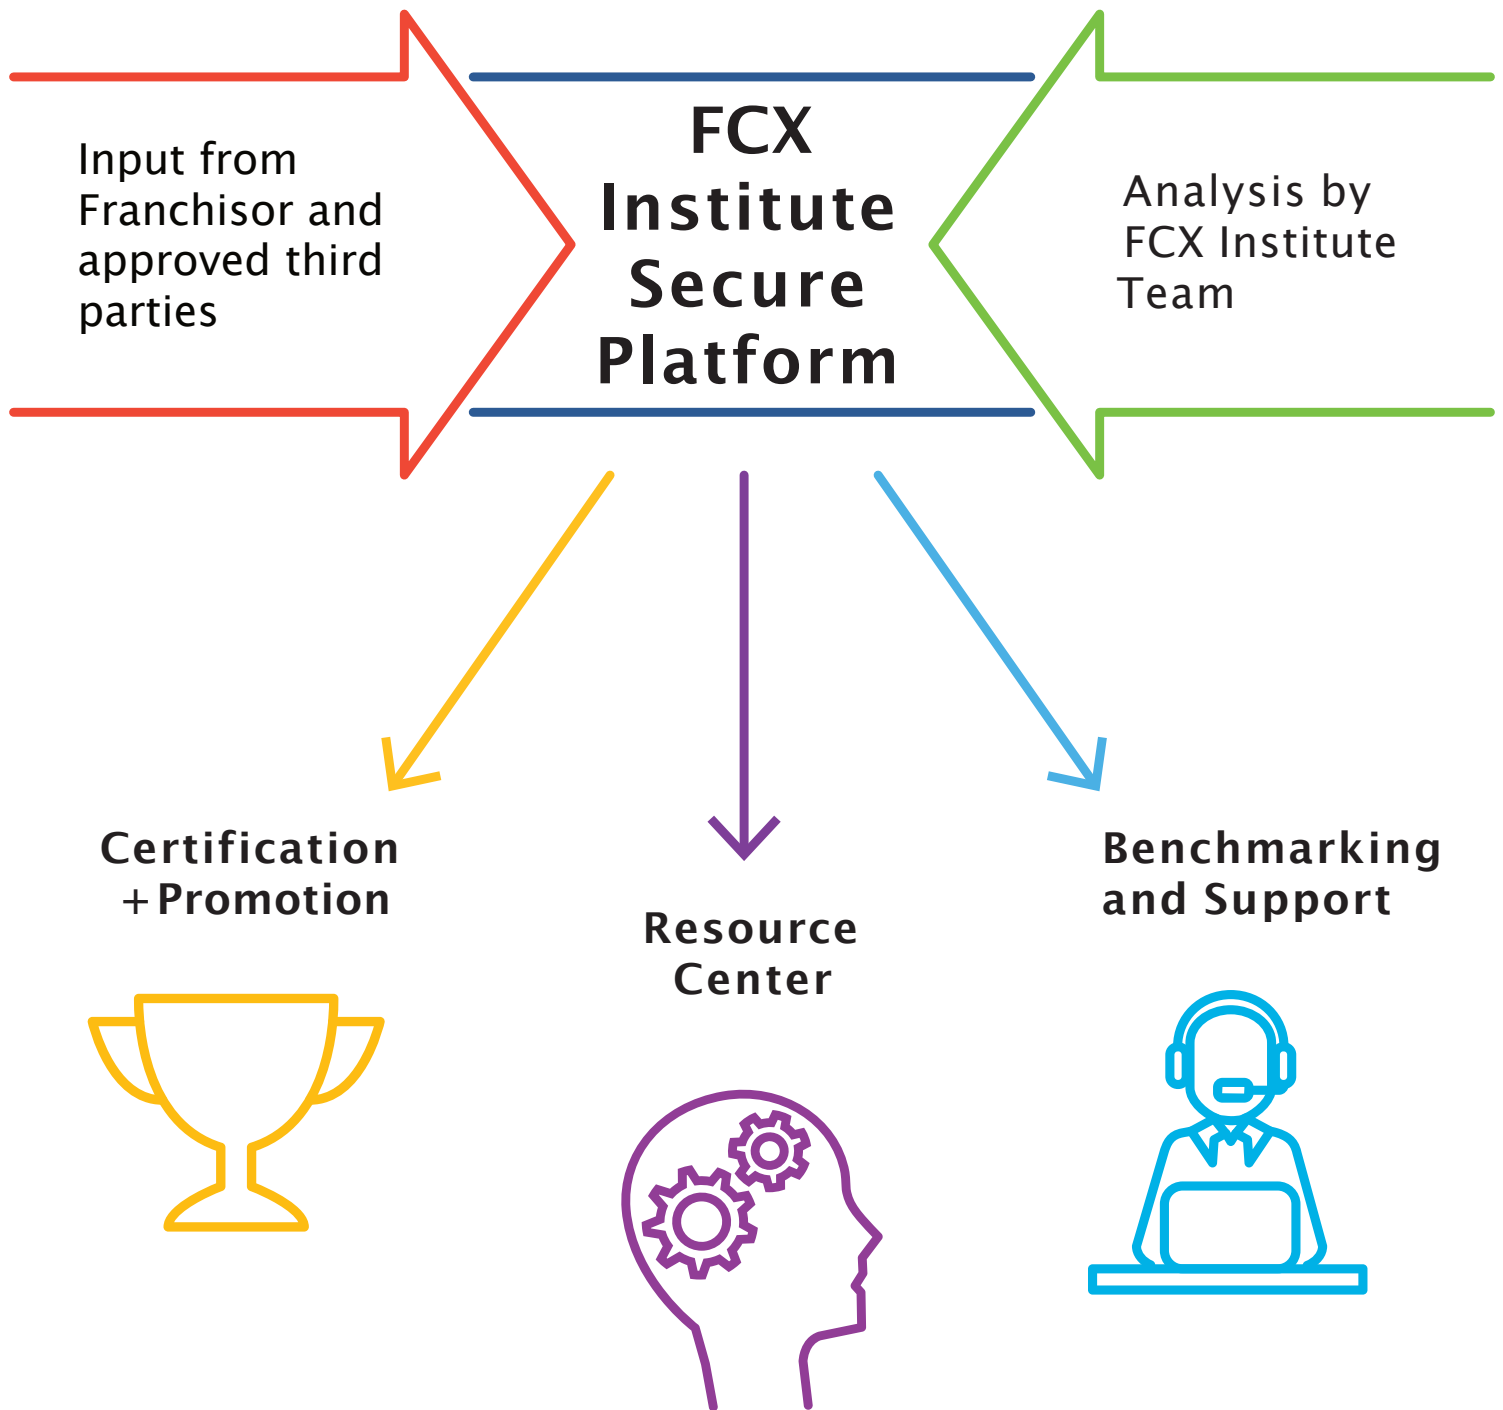 Input from
Franchisor and
approved third
parties
FCX
Institute
Secure
Platform
Analysis by
FCX Institute
Team
Certification
+Promotion
Resource
Center
Benchmarking
and Support